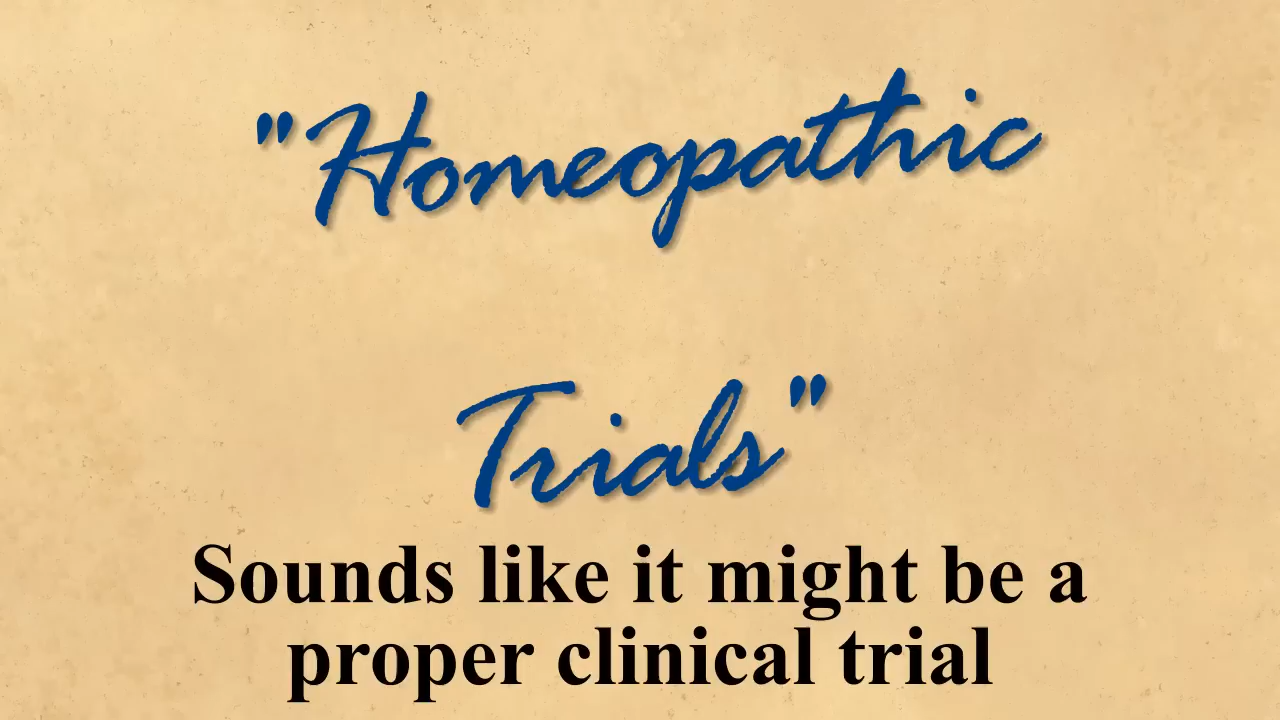 "Homeopathic
Trials"
Sounds like it might be a
proper clinical trial